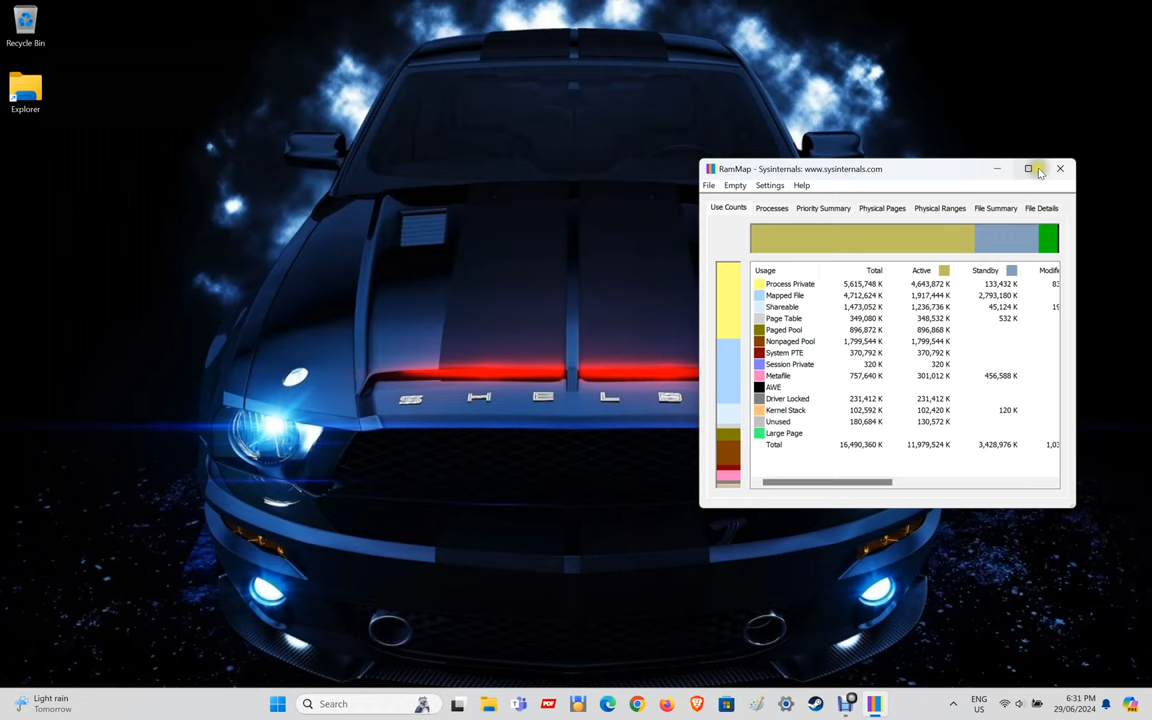 Recycle Bin
Explorer
S H E L B
RamMap - Sysinternals: www.sysinternals.com
File Empty Settings Help
Use Counts Processes Priority Summary Physical Pages Physical Ranges File Summary File Details
Usage Total Active Standby Modifi
Process Private 5,615,748 K 4,643,872 K 133,432 K 83
Mapped File 4,712,624 K 1,917,444 K 2,793,180 K
Shareable 1,473,052 K 1,236,736 K 45,124 K 19
Page Table 349,080 K 348,532 K 532 K
Paged Pool 896,872 K 896,868 K
Nonpaged Pool 1,799,544 K 1,799,544 K
System PTE 370,792 K 370,792 K
Session Private 320 K 320 K
Metafile 757,640 K 301,012 K 456,588 K
AWE
Driver Locked 231,412 K 231,412 K
Kernel Stack 102,592 K 102,420 K 120 K
Unused 180,684 K 130,572 K
Large Page
Total 16,490,360 K 11,979,524 K 3,428,976 K 1,03
Light rain
Tomorrow
Search
PDF
ENG
US
6:31 PM
29/06/2024
PRE